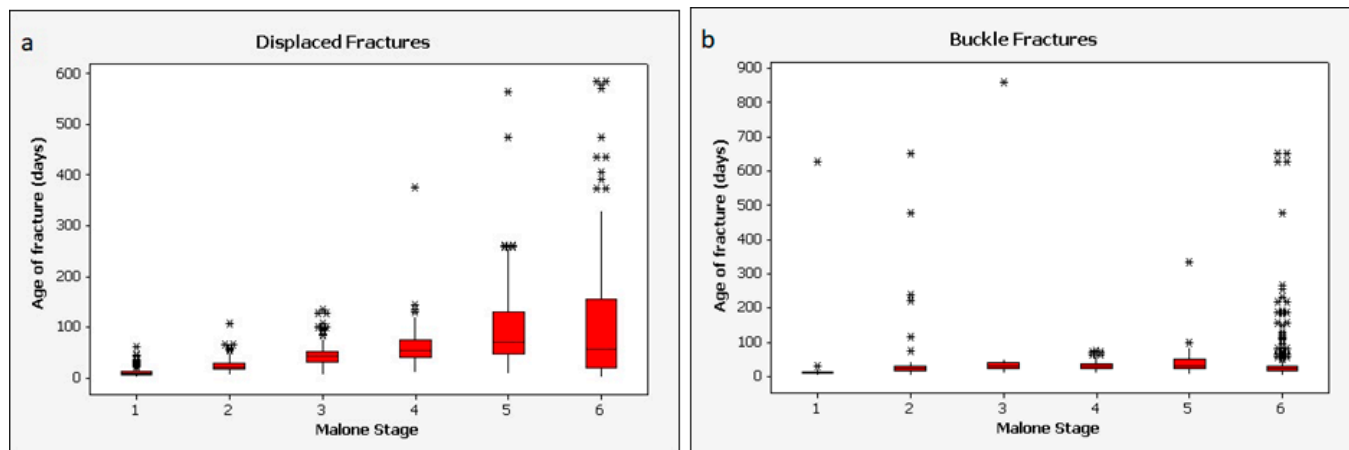 a
Displaced Fractures
600
500
400
300
200
100
0
Age of fracture (days)
1 2 3 4 5 6
Malone Stage
b
Buckle Fractures
900
800
700
600
500
400
300
200
100
0
Age of fracture (days)
1 2 3 4 5 6
Malone Stage